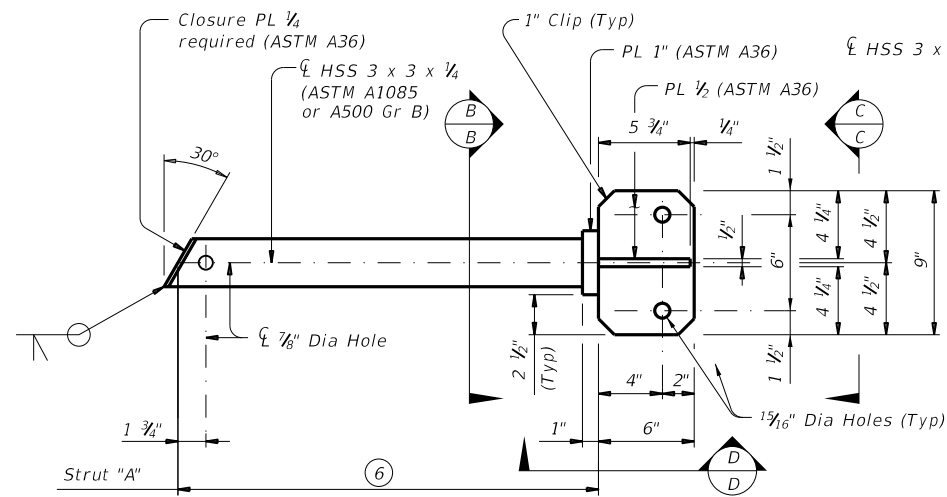 Closure PL 1/4
required (ASTM A36)
℄ HSS 3 x 3 x 1/4
(ASTM A1085
or A500 Gr B)
1" Clip (Typ)
PL 1" (ASTM A36)
℄ HSS 3 x
PL 1/2 (ASTM A36)
B
B
C
C
5 3/4"
1/4"
1 1/2"
30°
1/2"
6"
4 1/4"
4 1/2"
9"
4 1/4"
4 1/2"
℄ 7/8" Dia Hole
2 1/2"
(Typ)
1 1/2"
4"
2"
15/16" Dia Holes (Typ)
1 3/4"
1"
6"
D
D
Strut "A"
6